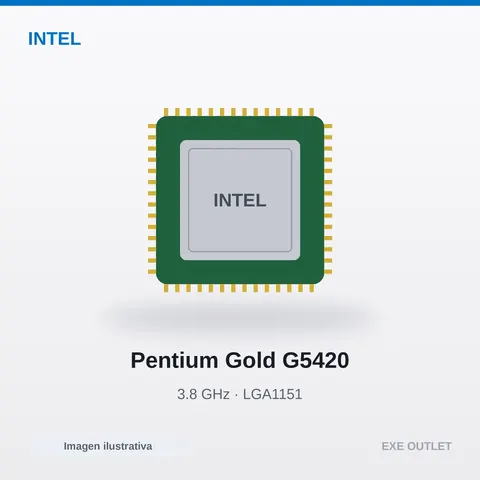 INTEL
INTEL
Pentium Gold G5420
3.8 GHz · LGA1151
Imagen ilustrativa
EXE OUTLET